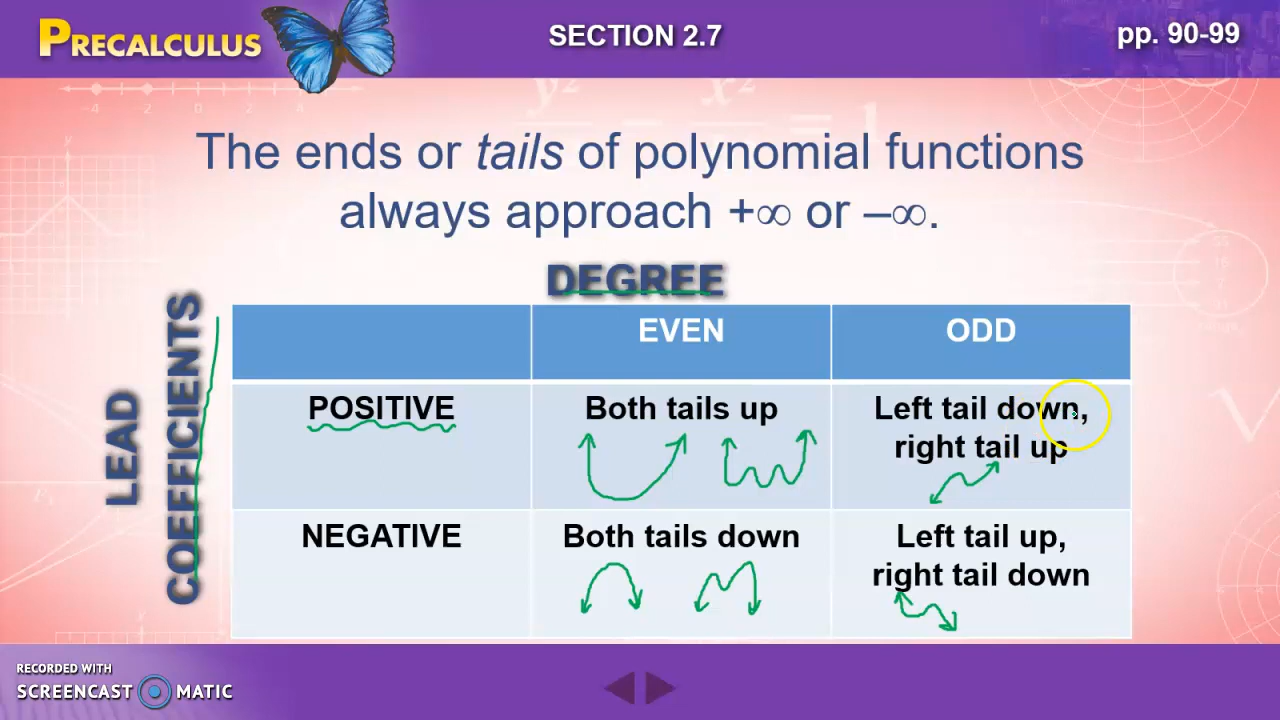 PRECALCULUS
SECTION 2.7
pp. 90-99
The ends or tails of polynomial functions
always approach +∞ or –∞.
DEGREE
LEAD
COEFFICIENTS
EVEN
ODD
POSITIVE
Both tails up
Left tail down,
right tail up
NEGATIVE
Both tails down
Left tail up,
right tail down
RECORDED WITH
SCREENCAST MATIC